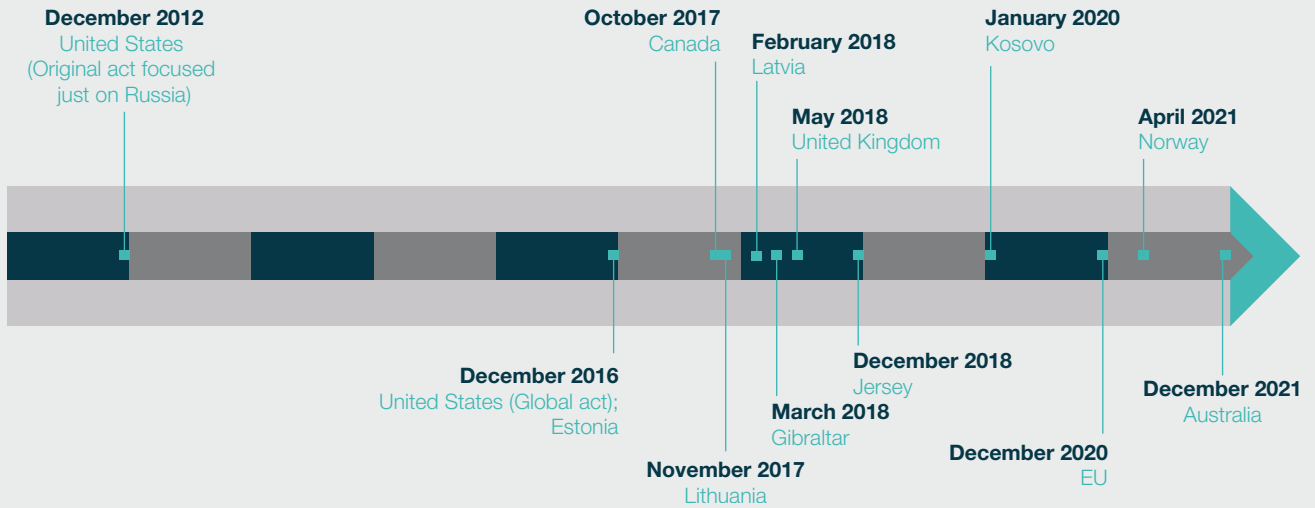 December 2012
United States
(Original act focused
just on Russia)
October 2017
Canada
February 2018
Latvia
May 2018
United Kingdom
January 2020
Kosovo
April 2021
Norway
December 2016
United States (Global act);
Estonia
November 2017
Lithuania
March 2018
Gibraltar
December 2018
Jersey
December 2020
EU
December 2021
Australia